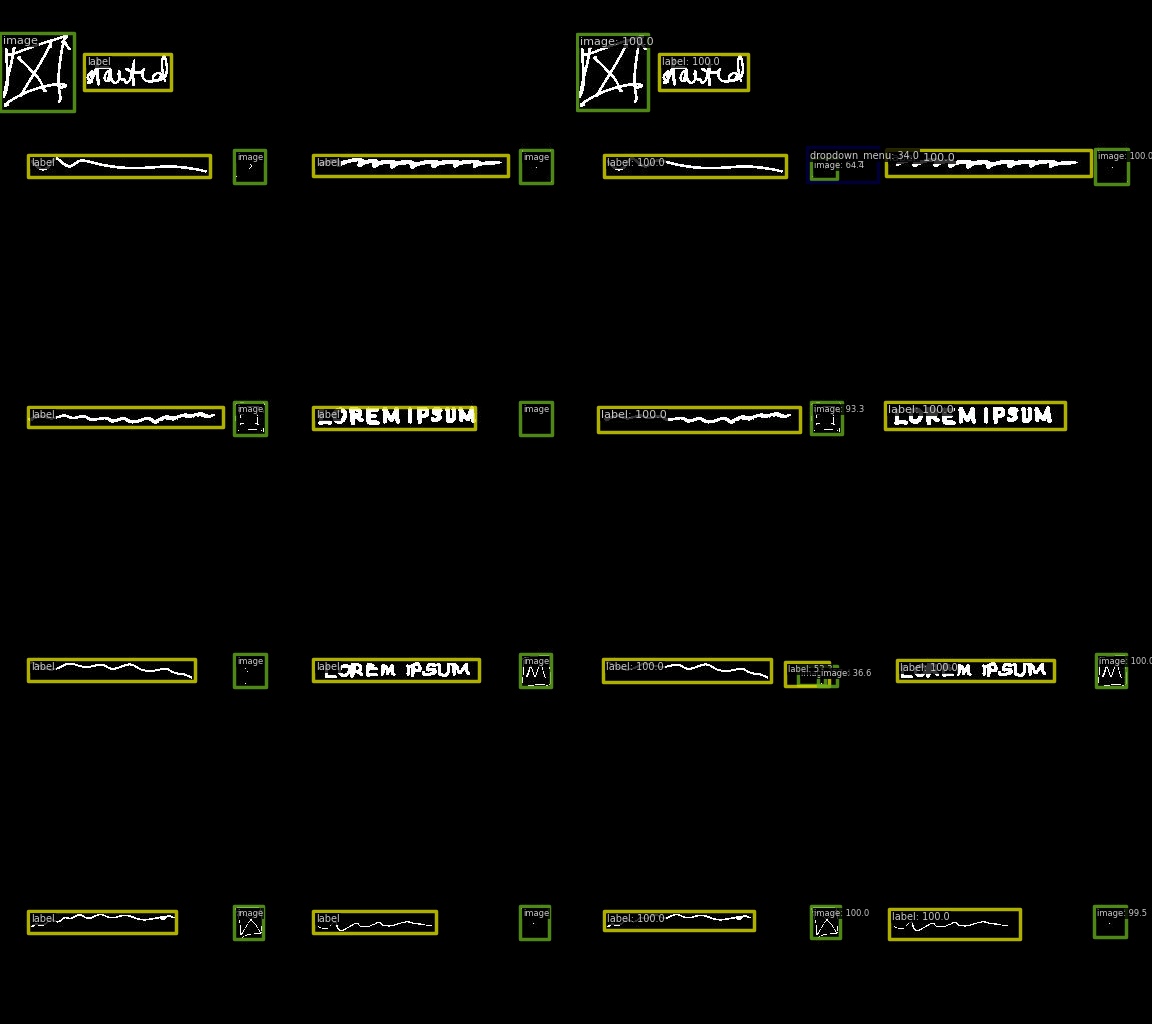 image image: 100.0
label label: 100.0
started started
label image label image label: 100.0 dropdown_menu: 34.0 image: 64.4 100.0 image: 100.0
label image label image label: 100.0 image: 93.3 label: 100.0
LOREM IPSUM LOREM IPSUM
label image label image label: 100.0 image: 36.6 label: 100.0 image: 100.0
LOREM IPSUM LOREM IPSUM
label image label image label: 100.0 image: 100.0 label: 100.0 image: 99.5